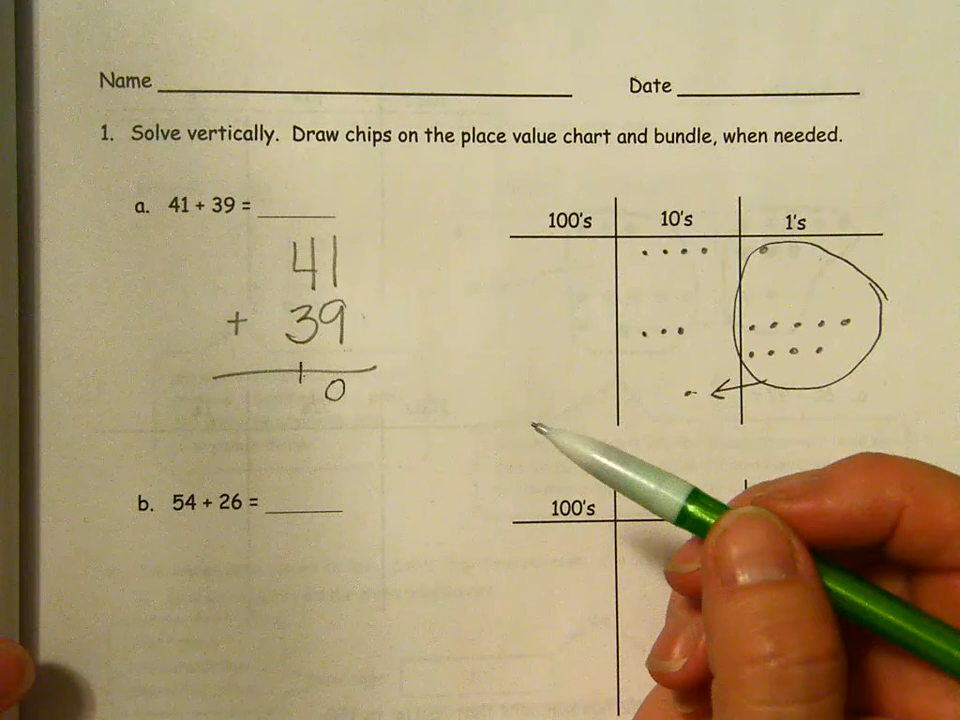 Name Date
1. Solve vertically. Draw chips on the place value chart and bundle, when needed.
a. 41 + 39 =
100's 10's 1's
41
+ 39
1
0
b. 54 + 26 =
100's